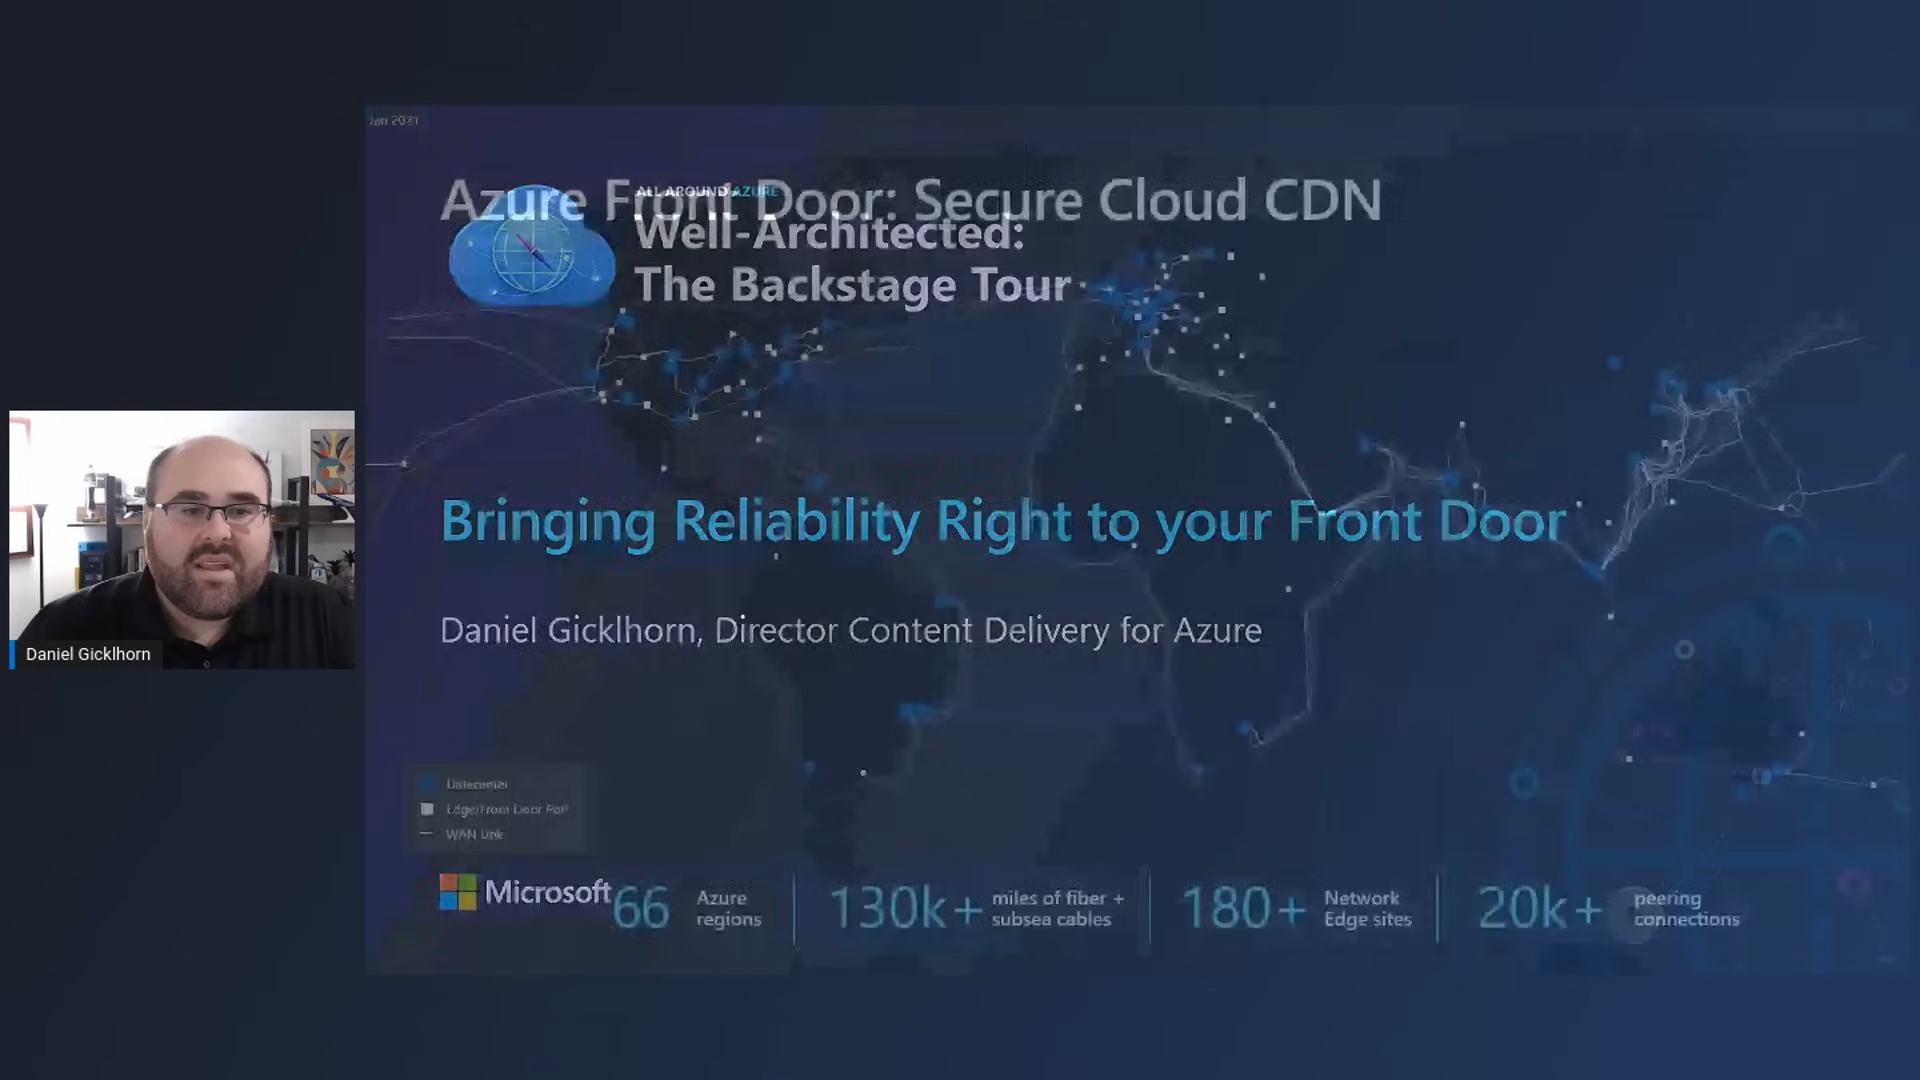 Jan 2021
Azure Front Door: Secure Cloud CDN
ALL AROUND AZURE
Well-Architected:
The Backstage Tour
Bringing Reliability Right to your Front Door
Daniel Gicklhorn, Director Content Delivery for Azure
Daniel Gicklhorn
Datacenter
Edge/Front Door PoP
WAN Link
Microsoft
66 Azure
regions
130k+ miles of fiber +
subsea cables
180+ Network
Edge sites
20k+ peering
connections